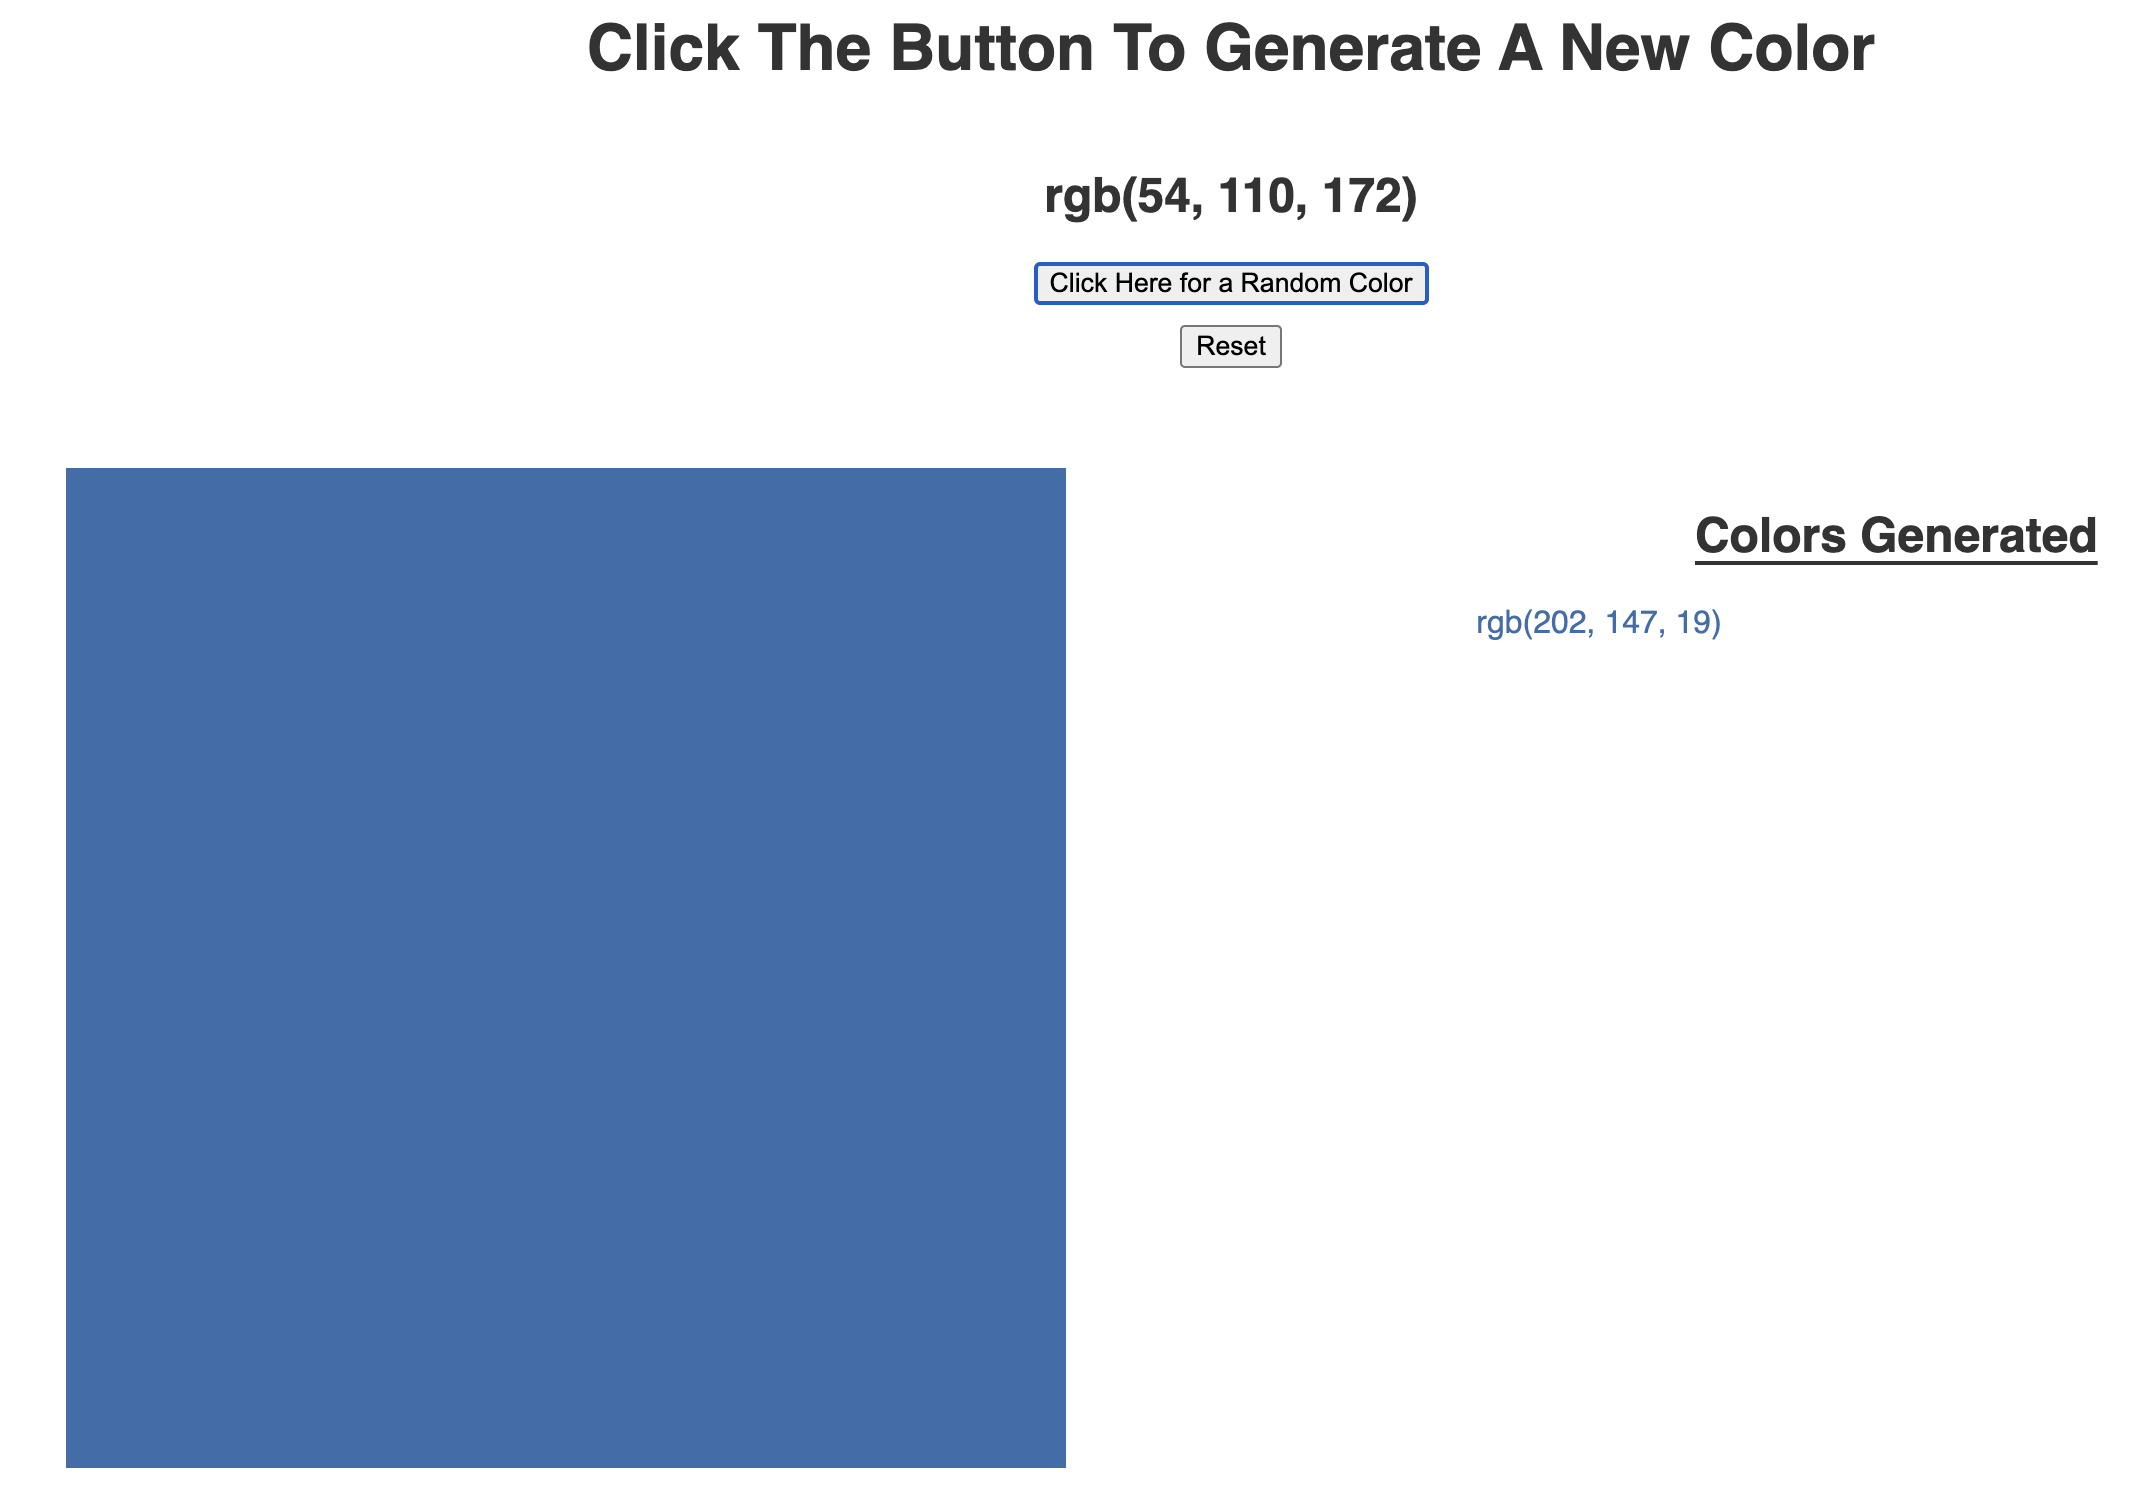 Click The Button To Generate A New Color
rgb(54, 110, 172)
Click Here for a Random Color
Reset
Colors Generated
rgb(202, 147, 19)